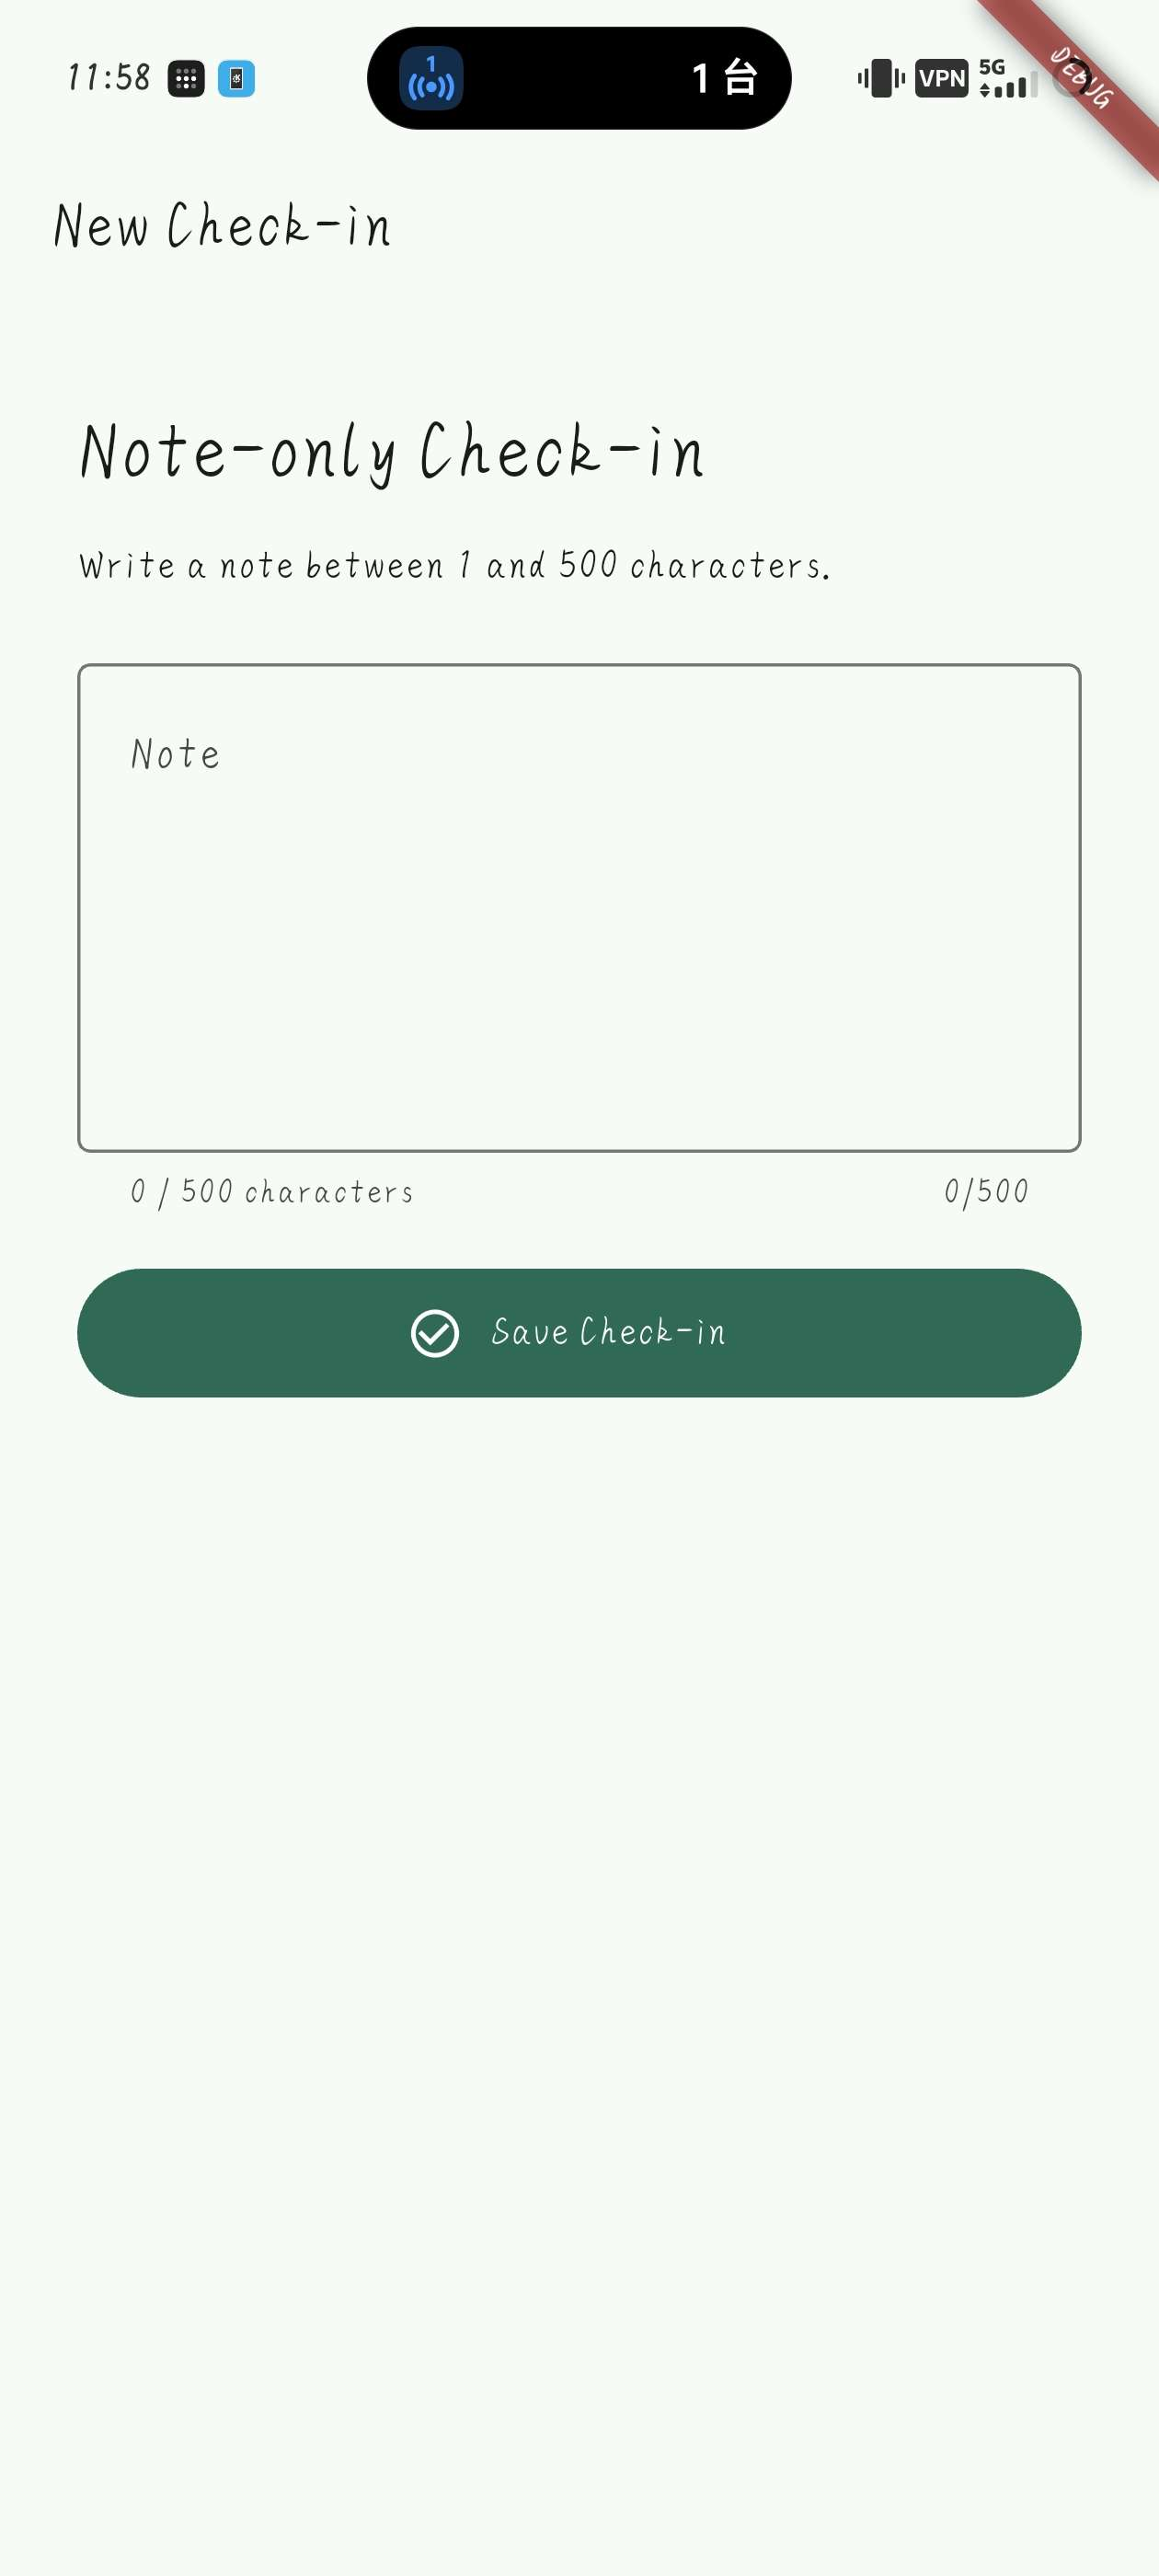 11:58
1
1 台
VPN
5G
DEBUG
New Check-in
Note-only Check-in
Write a note between 1 and 500 characters.
Note
0 / 500 characters
0/500
Save Check-in